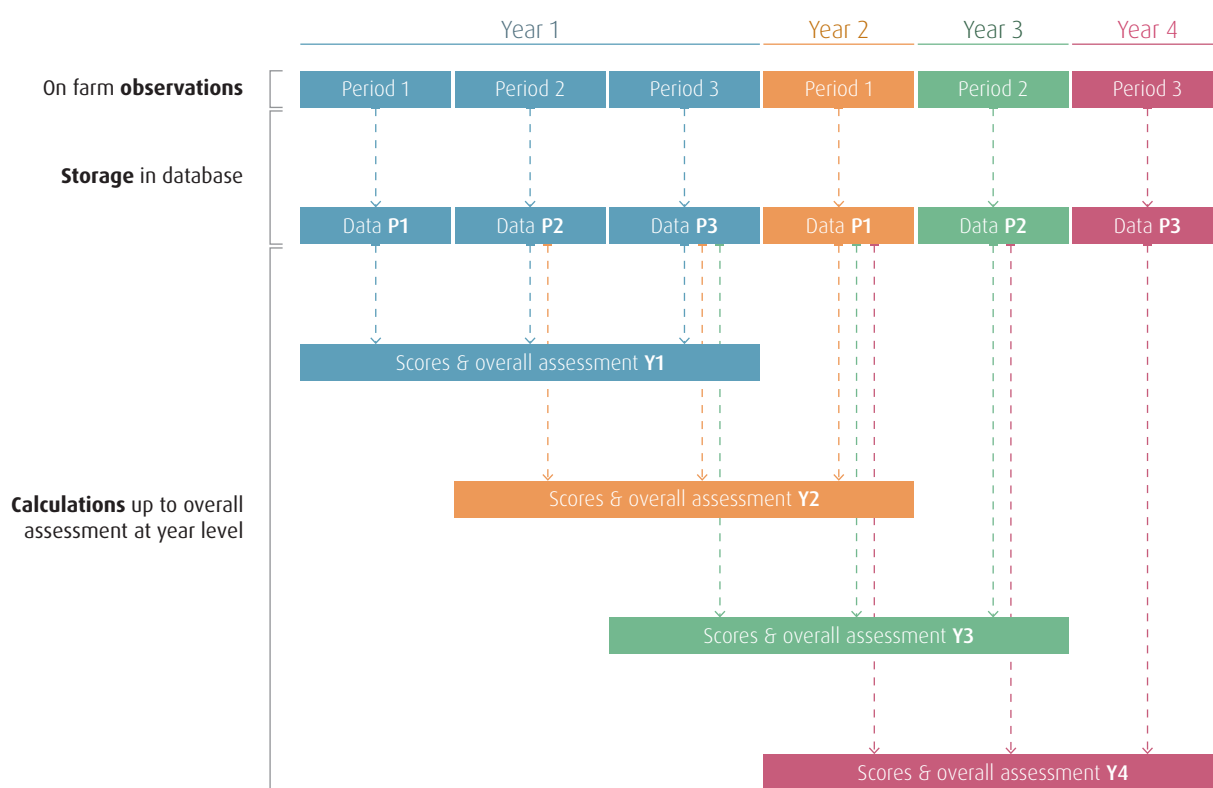 Year 1
Year 2
Year 3
Year 4
On farm observations
Period 1
Period 2
Period 3
Period 1
Period 2
Period 3
Storage in database
Data P1
Data P2
Data P3
Data P1
Data P2
Data P3
Scores & overall assessment Y1
Scores & overall assessment Y2
Calculations up to overall
assessment at year level
Scores & overall assessment Y3
Scores & overall assessment Y4